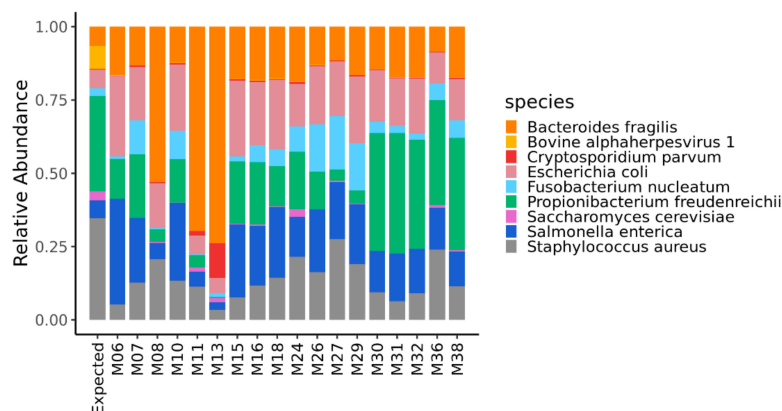 Relative Abundance
1.00
0.75
0.50
0.25
0.00
Expected
M06
M07
M08
M10
M11
M13
M15
M16
M18
M24
M26
M27
M29
M30
M31
M32
M36
M38
species
Bacteroides fragilis
Bovine alphaherpesvirus 1
Cryptosporidium parvum
Escherichia coli
Fusobacterium nucleatum
Propionibacterium freudenreichii
Saccharomyces cerevisiae
Salmonella enterica
Staphylococcus aureus